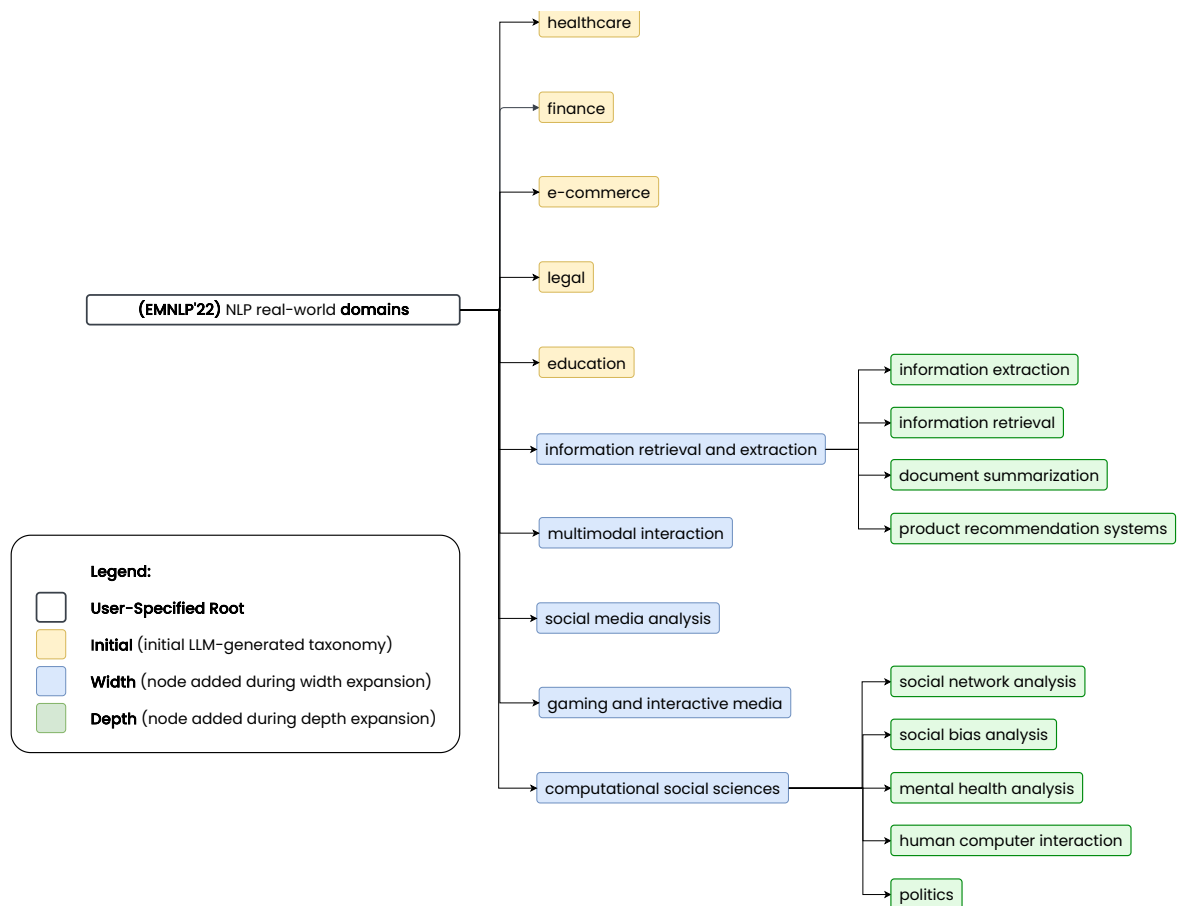 healthcare
finance
e-commerce
legal
(EMNLP'22) NLP real-world domains
education
information extraction
information retrieval
information retrieval and extraction
document summarization
product recommendation systems
multimodal interaction
social media analysis
gaming and interactive media
computational social sciences
social network analysis
social bias analysis
mental health analysis
human computer interaction
politics
Legend:
User-Specified Root
Initial (initial LLM-generated taxonomy)
Width (node added during width expansion)
Depth (node added during depth expansion)